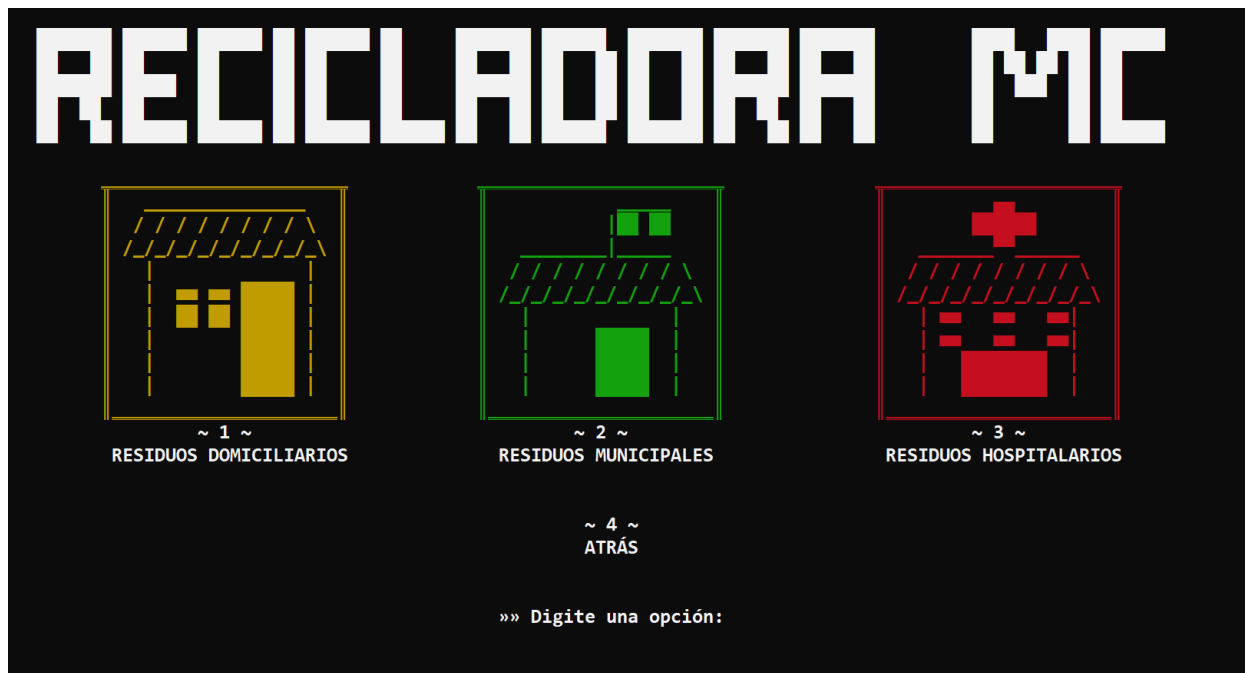 RECICLADORA MC
~ 1 ~ ~ 2 ~ ~ 3 ~
RESIDUOS DOMICILIARIOS RESIDUOS MUNICIPALES RESIDUOS HOSPITALARIOS
~ 4 ~
ATRÁS
»» Digite una opción: